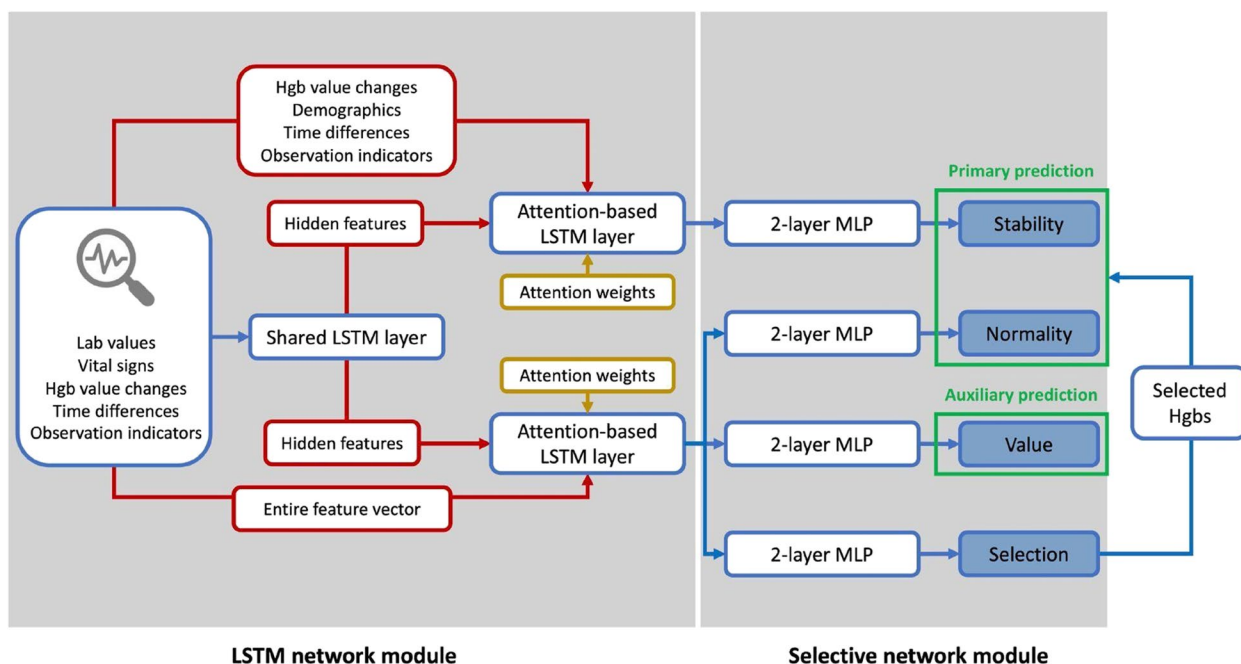 Hgb value changes
Demographics
Time differences
Observation indicators
Primary prediction
Hidden features
Attention-based
LSTM layer
2-layer MLP
Stability
Attention weights
Lab values
Vital signs
Hgb value changes
Time differences
Observation indicators
Shared LSTM layer
2-layer MLP
Normality
Attention weights
Selected
Hgbs
Auxiliary prediction
Hidden features
Attention-based
LSTM layer
2-layer MLP
Value
Entire feature vector
2-layer MLP
Selection
LSTM network module
Selective network module